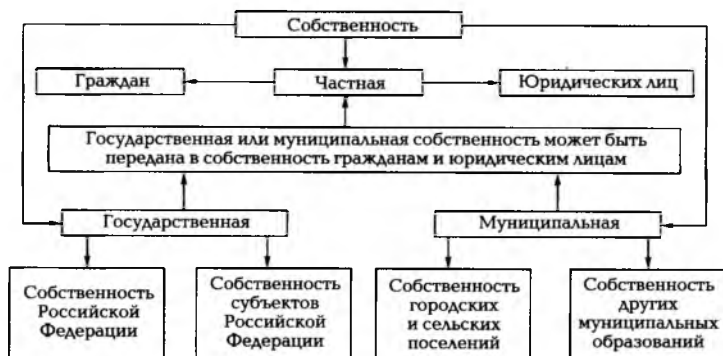 Собственность
Граждан
Частная
Юридических лиц
Государственная или муниципальная собственность может быть
передана в собственность гражданам и юридическим лицам
Государственная
Муниципальная
Собственность
Российской
Федерации
Собственность
субъектов
Российской
Федерации
Собственность
городских
и сельских
поселений
Собственность
других
муниципальных
образований